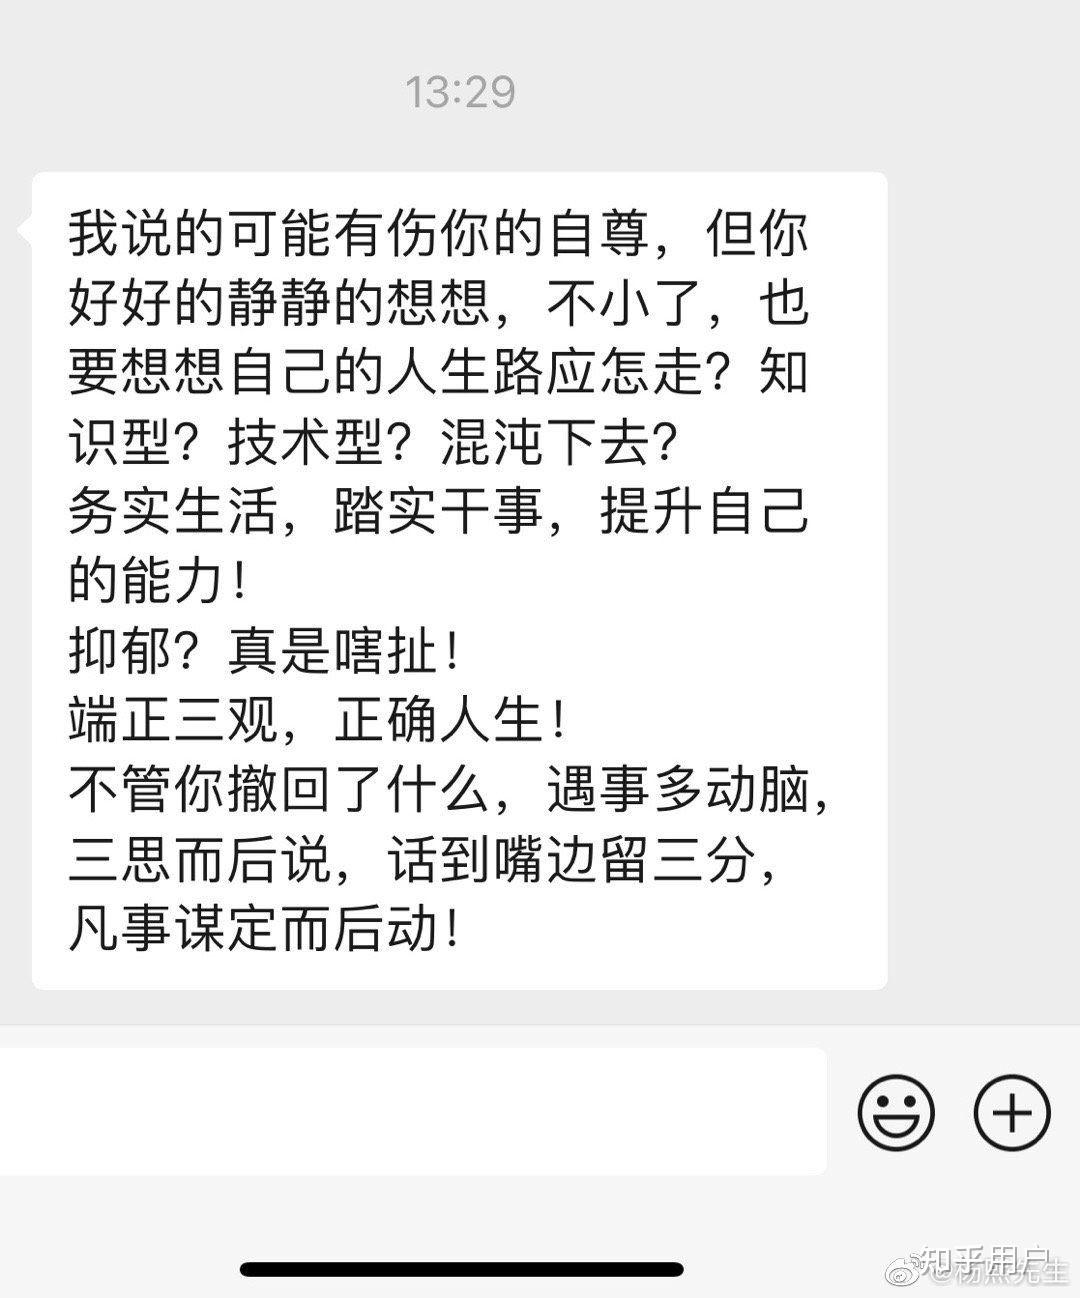 13:29
我说的可能有伤你的自尊，但你
好好的静静的想想，不小了，也
要想想自己的人生路应怎走？知
识型？技术型？混沌下去？
务实生活，踏实干事，提升自己
的能力！
抑郁？真是嗐扯！
端正三观，正确人生！
不管你撤回了什么，遇事多动脑，
三思而后说，话到嘴边留三分，
凡事谋定而后动！
知乎用户
@杨点先生